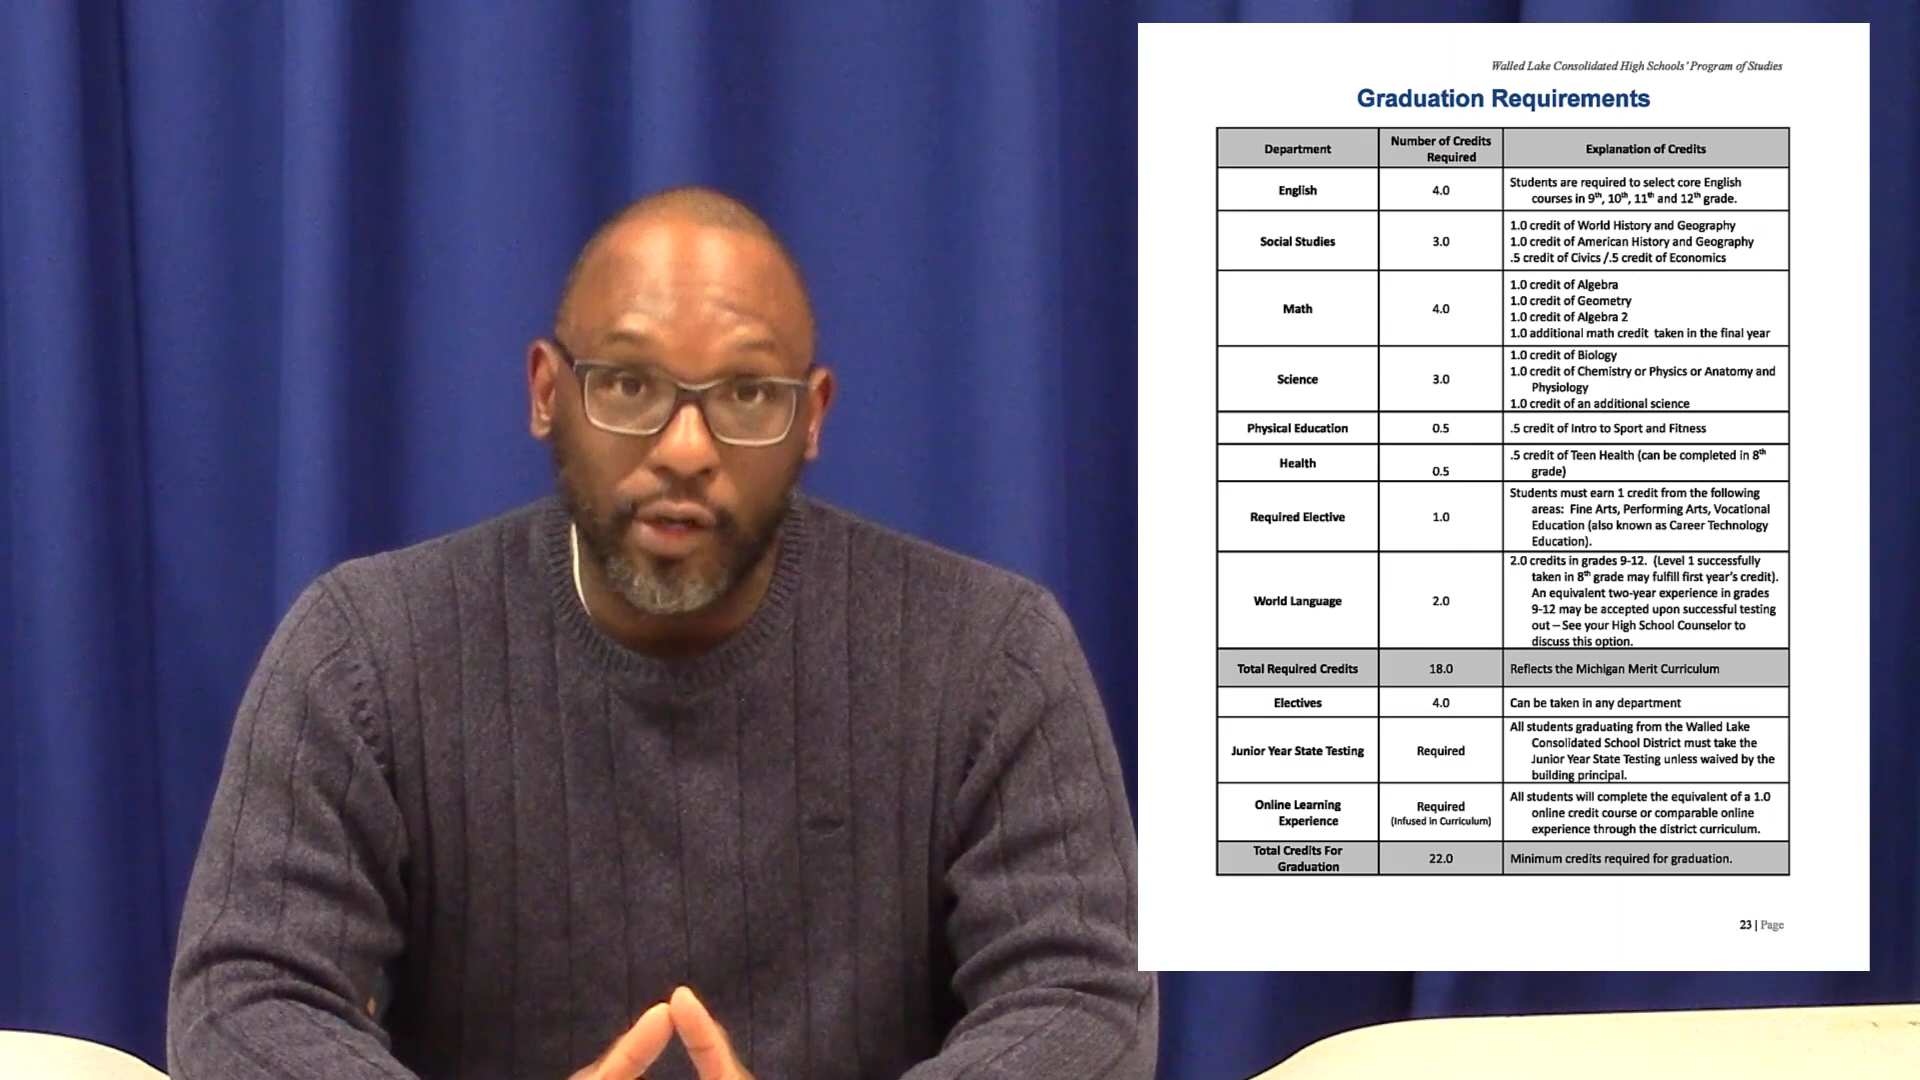 Walled Lake Consolidated High Schools' Program of Studies
Graduation Requirements
Department
Number of Credits
Required
Explanation of Credits
English
4.0
Students are required to select core English
courses in 9th, 10th, 11th and 12th grade.
Social Studies
3.0
1.0 credit of World History and Geography
1.0 credit of American History and Geography
.5 credit of Civics /.5 credit of Economics
Math
4.0
1.0 credit of Algebra
1.0 credit of Geometry
1.0 credit of Algebra 2
1.0 additional math credit taken in the final year
Science
3.0
1.0 credit of Biology
1.0 credit of Chemistry or Physics or Anatomy and
Physiology
1.0 credit of an additional science
Physical Education
0.5
.5 credit of Intro to Sport and Fitness
Health
0.5
.5 credit of Teen Health (can be completed in 8th
grade)
Required Elective
1.0
Students must earn 1 credit from the following
areas: Fine Arts, Performing Arts, Vocational
Education (also known as Career Technology
Education).
World Language
2.0
2.0 credits in grades 9-12. (Level 1 successfully
taken in 8th grade may fulfill first year's credit).
An equivalent two-year experience in grades
9-12 may be accepted upon successful testing
out – See your High School Counselor to
discuss this option.
Total Required Credits
18.0
Reflects the Michigan Merit Curriculum
Electives
4.0
Can be taken in any department
Junior Year State Testing
Required
All students graduating from the Walled Lake
Consolidated School District must take the
Junior Year State Testing unless waived by the
building principal.
Online Learning
Experience
Required
(Infused in Curriculum)
All students will complete the equivalent of a 1.0
online credit course or comparable online
experience through the district curriculum.
Total Credits For
Graduation
22.0
Minimum credits required for graduation.
23 | Page